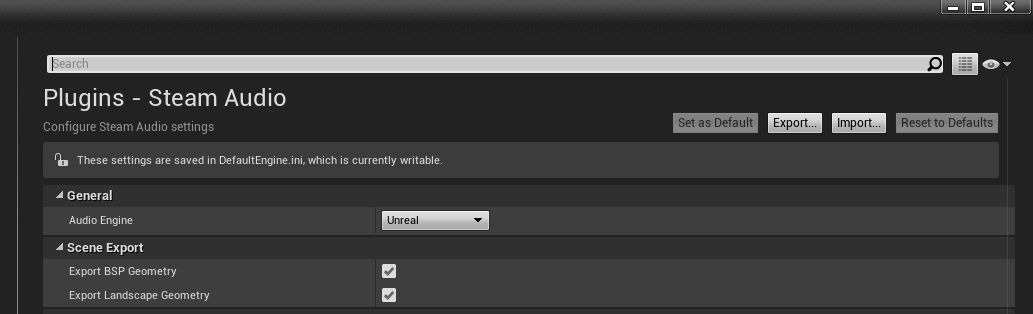 Search
Plugins - Steam Audio
Configure Steam Audio settings
Set as Default
Export...
Import...
Reset to Defaults
These settings are saved in DefaultEngine.ini, which is currently writable.
General
Audio Engine
Unreal
Scene Export
Export BSP Geometry
Export Landscape Geometry